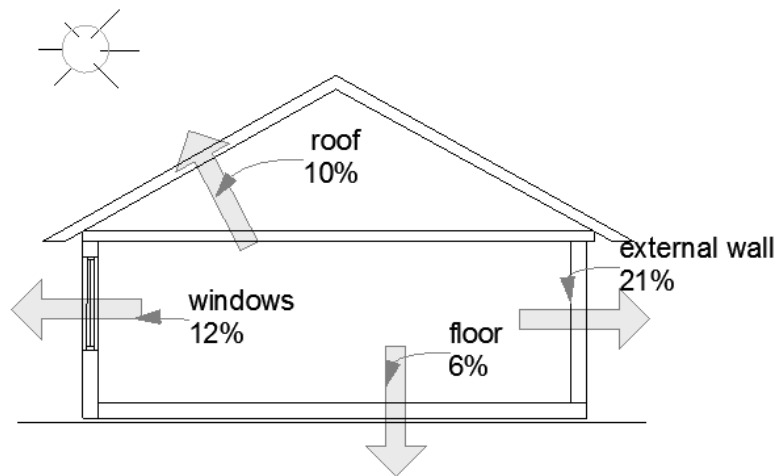 roof
10%
external wall
21%
windows
12%
floor
6%